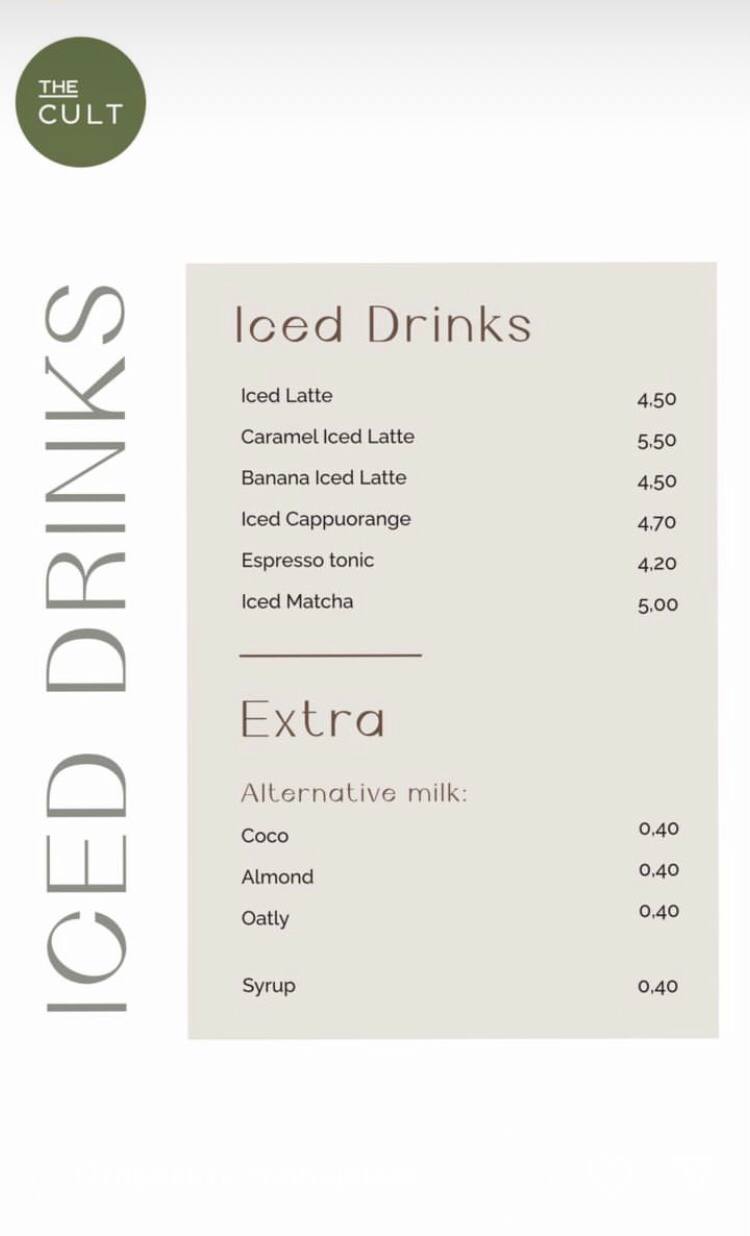 THE
CULT
ICED DRINKS
Iced Drinks
Iced Latte 4,50
Caramel Iced Latte 5,50
Banana Iced Latte 4,50
Iced Cappuorange 4,70
Espresso tonic 4,20
Iced Matcha 5,00
Extra
Alternative milk:
Coco 0,40
Almond 0,40
Oatly 0,40
Syrup 0,40